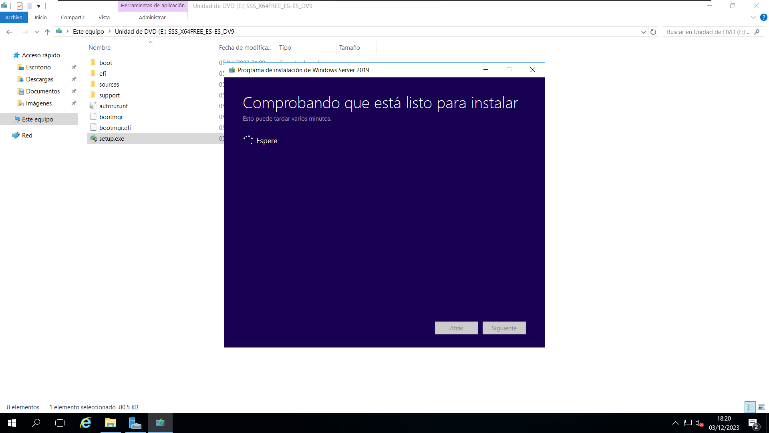 Herramientas de aplicación Unidad de DVD (E:) SSS_X64FREE_ES-ES_DV9
Archivo Inicio Compartir Vista Administrar
Este equipo > Unidad de DVD (E:) SSS_X64FREE_ES-ES_DV9
Buscar en Unidad de DVD (E:) ...
Nombre Fecha de modifica... Tipo Tamaño
Acceso rápido
Escritorio
Descargas
Documentos
Imágenes
Este equipo
Red
boot
efi
sources
support
autorun.inf
bootmgr
bootmgr.efi
setup.exe
Programa de instalación de Windows Server 2019
Comprobando que está listo para instalar
Esto puede tardar varios minutos.
Espere
Atrás Siguiente
8 elementos 1 elemento seleccionado 80,5 KB
18:20
03/12/2023
2